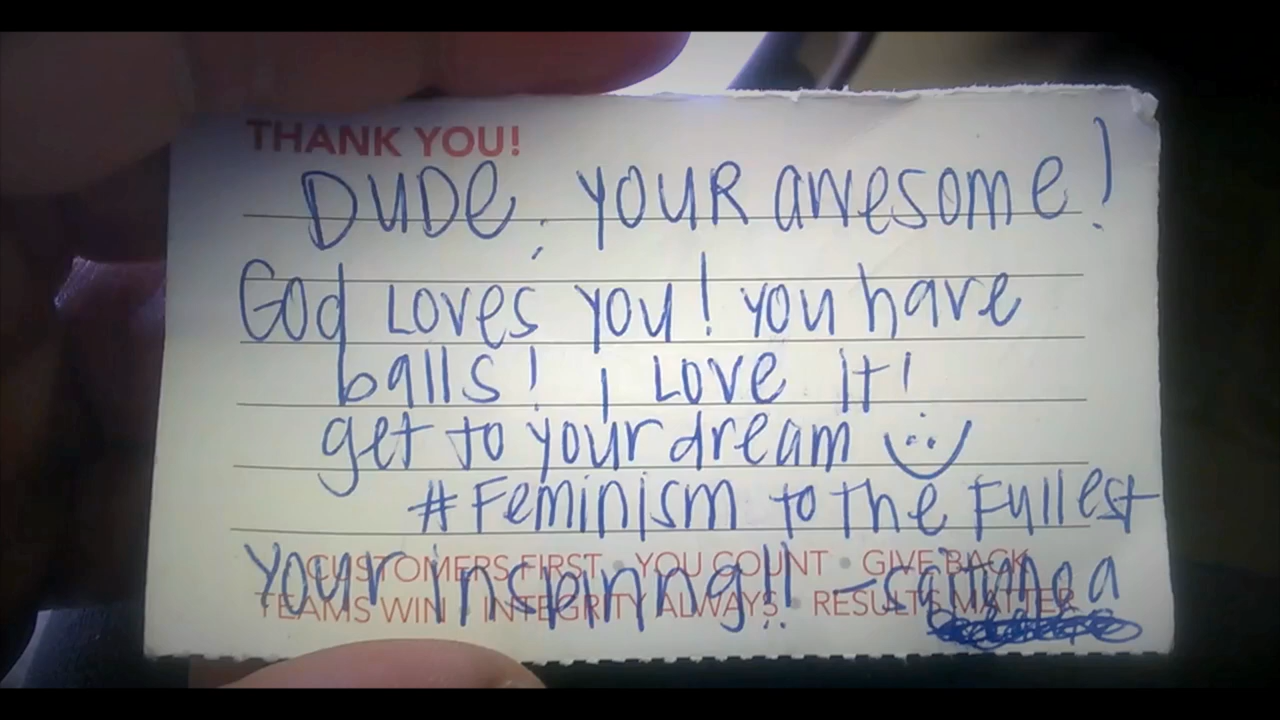 THANK YOU!
DUDe, YOUR awesome!
God Loves you! you have
balls! I Love it!
get to your dream
#Feminism to the Fullest
Your inspiring!! -
CUSTOMERS FIRST • YOU COUNT • GIVE BACK
TEAMS WIN • INTEGRITY ALWAYS • RESULTS MATTER